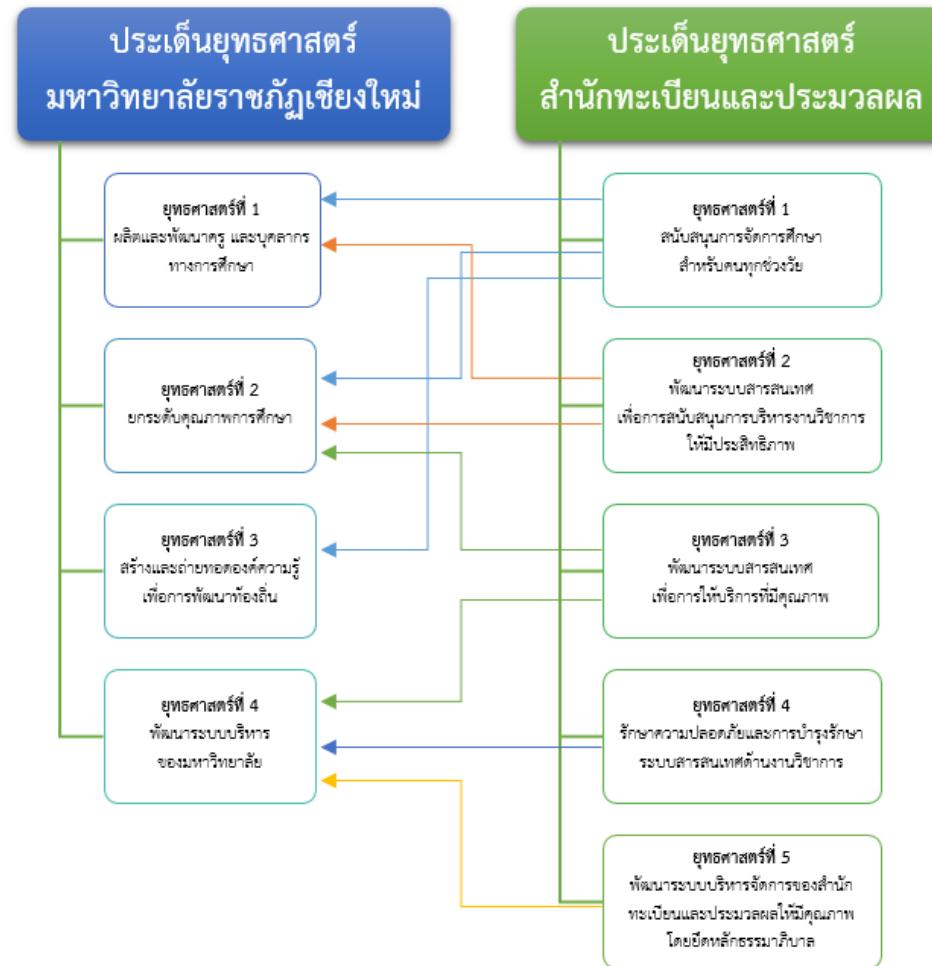 ประเด็นยุทธศาสตร์
มหาวิทยาลัยราชภัฏเชียงใหม่
ยุทธศาสตร์ที่ 1
ผลิตและพัฒนาครู และบุคลากร
ทางการศึกษา
ยุทธศาสตร์ที่ 2
ยกระดับคุณภาพการศึกษา
ยุทธศาสตร์ที่ 3
สร้างและถ่ายทอดองค์ความรู้
เพื่อการพัฒนาท้องถิ่น
ยุทธศาสตร์ที่ 4
พัฒนาระบบบริหาร
ของมหาวิทยาลัย
ประเด็นยุทธศาสตร์
สำนักทะเบียนและประมวลผล
ยุทธศาสตร์ที่ 1
สนับสนุนการจัดการศึกษา
สำหรับคนทุกช่วงวัย
ยุทธศาสตร์ที่ 2
พัฒนาระบบสารสนเทศ
เพื่อการสนับสนุนการบริหารงานวิชาการ
ให้มีประสิทธิภาพ
ยุทธศาสตร์ที่ 3
พัฒนาระบบสารสนเทศ
เพื่อการให้บริการที่มีคุณภาพ
ยุทธศาสตร์ที่ 4
รักษาความปลอดภัยและการบำรุงรักษา
ระบบสารสนเทศด้านงานวิชาการ
ยุทธศาสตร์ที่ 5
พัฒนาระบบบริหารจัดการของสำนัก
ทะเบียนและประมวลผลให้มีคุณภาพ
โดยยึดหลักธรรมาภิบาล